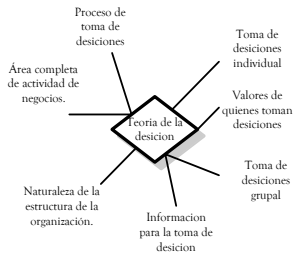 Proceso de
toma de
desiciones
Toma de
desiciones
individual
Área completa
de actividad de
negocios.
Valores de
quienes toman
desiciones
Teoria de la
desicion
Toma de
desiciones
grupal
Naturaleza de la
estructura de la
organización.
Informacion
para la toma de
desicion